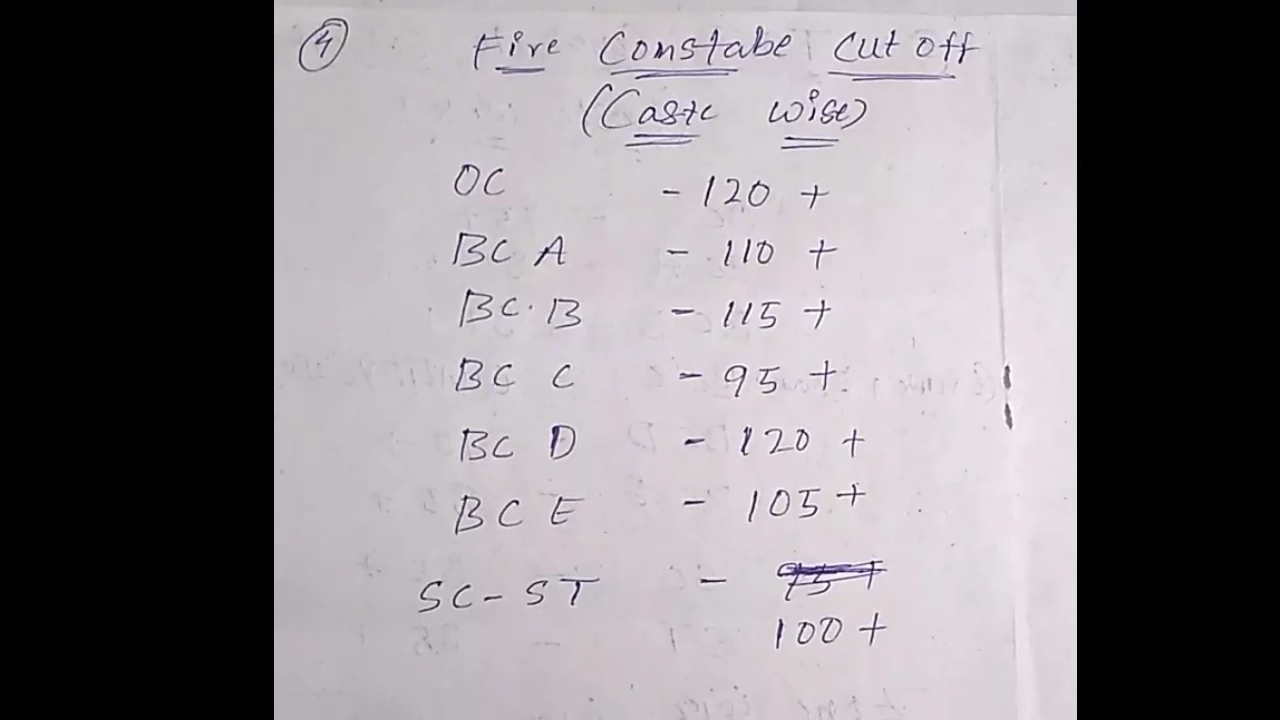 4
Fire Constabe Cut off
(Caste wise)
OC - 120 +
BC A - 110 +
BC.B - 115 +
BC C - 95 +
BC D - 120 +
BC E - 105 +
SC-ST - 
100 +